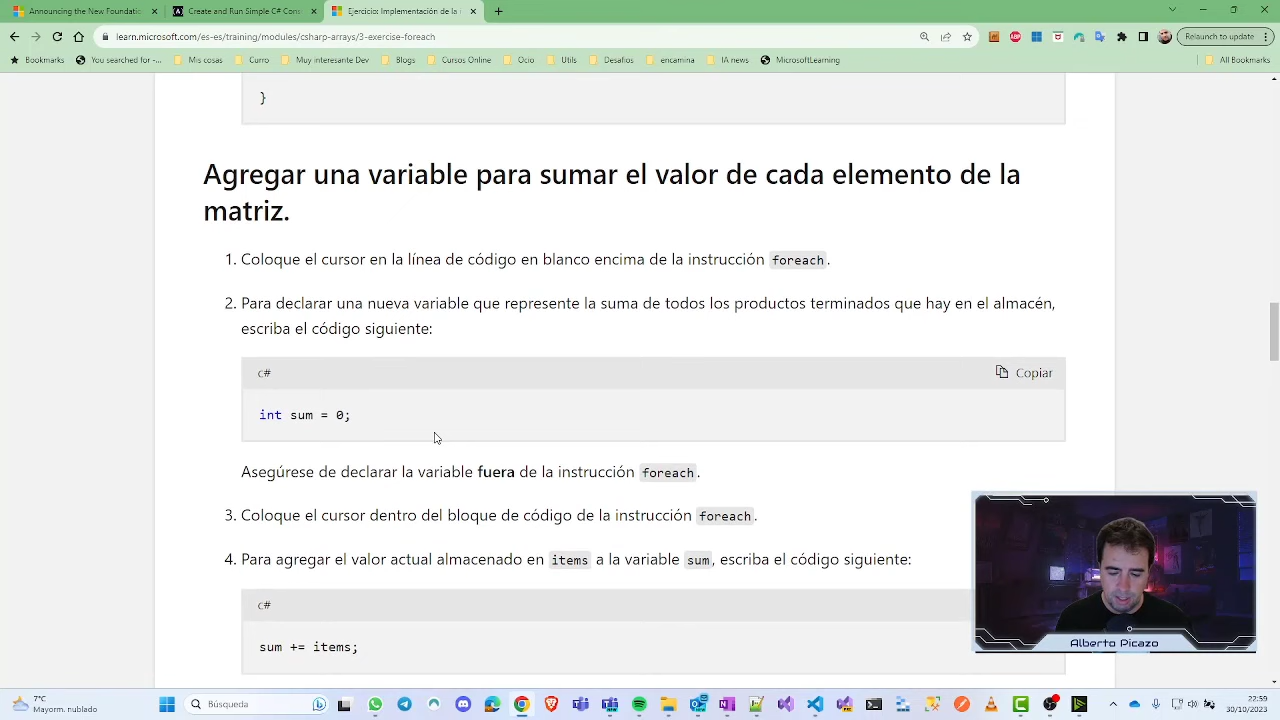 Announcing the New Foundatic
Create and Run Simple C# Cons
Ejercicio: Implementación de la i
learn.microsoft.com/es-es/training/modules/csharp-arrays/3-exercise-foreach
Relaunch to update
Bookmarks
You searched for -...
Mis cosas
Curro
Muy interesante Dev
Blogs
Cursos Online
Ocio
Utils
Desafios
encamina
IA news
MicrosoftLearning
All Bookmarks
}
Agregar una variable para sumar el valor de cada elemento de la
matriz.
1. Coloque el cursor en la línea de código en blanco encima de la instrucción foreach.
2. Para declarar una nueva variable que represente la suma de todos los productos terminados que hay en el almacén,
escriba el código siguiente:
C#
Copiar
int sum = 0;
Asegúrese de declarar la variable fuera de la instrucción foreach.
3. Coloque el cursor dentro del bloque de código de la instrucción foreach.
4. Para agregar el valor actual almacenado en items a la variable sum, escriba el código siguiente:
C#
sum += items;
Alberto Picazo
7°C
Mayorm. nublado
Búsqueda
22:59
30/10/2023